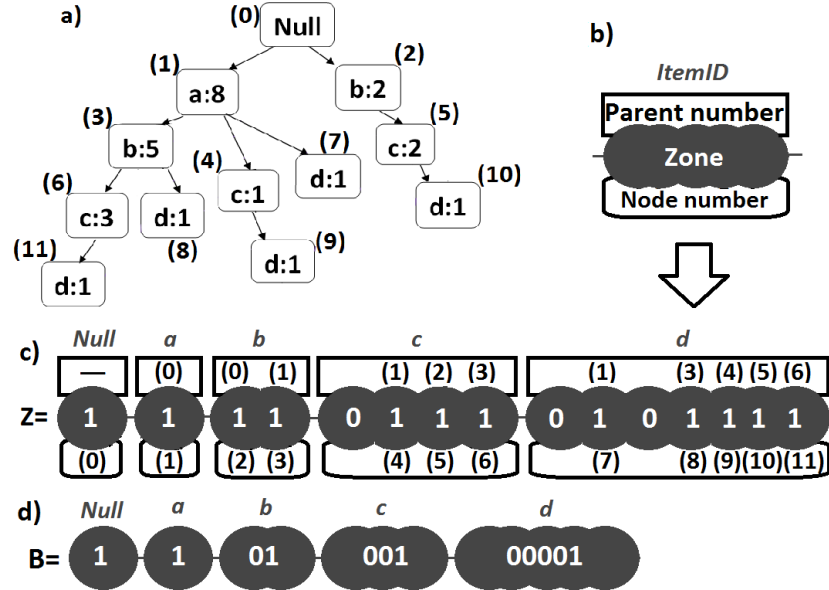 a)
(0)
Null
(1)
a:8
(2)
b:2
(3)
b:5
(4)
c:1
(7)
d:1
(5)
c:2
(6)
c:3
d:1
(8)
d:1
(9)
(10)
d:1
(11)
d:1
b)
ItemID
Parent number
Zone
Node number
c)
Null a b c d
— (0) (0) (1) (1) (2) (3) (1) (3) (4) (5) (6)
Z= 1 1 1 1 0 1 1 1 0 1 0 1 1 1 1
(0) (1) (2) (3) (4) (5) (6) (7) (8) (9) (10) (11)
d)
Null a b c d
B= 1 1 01 001 00001